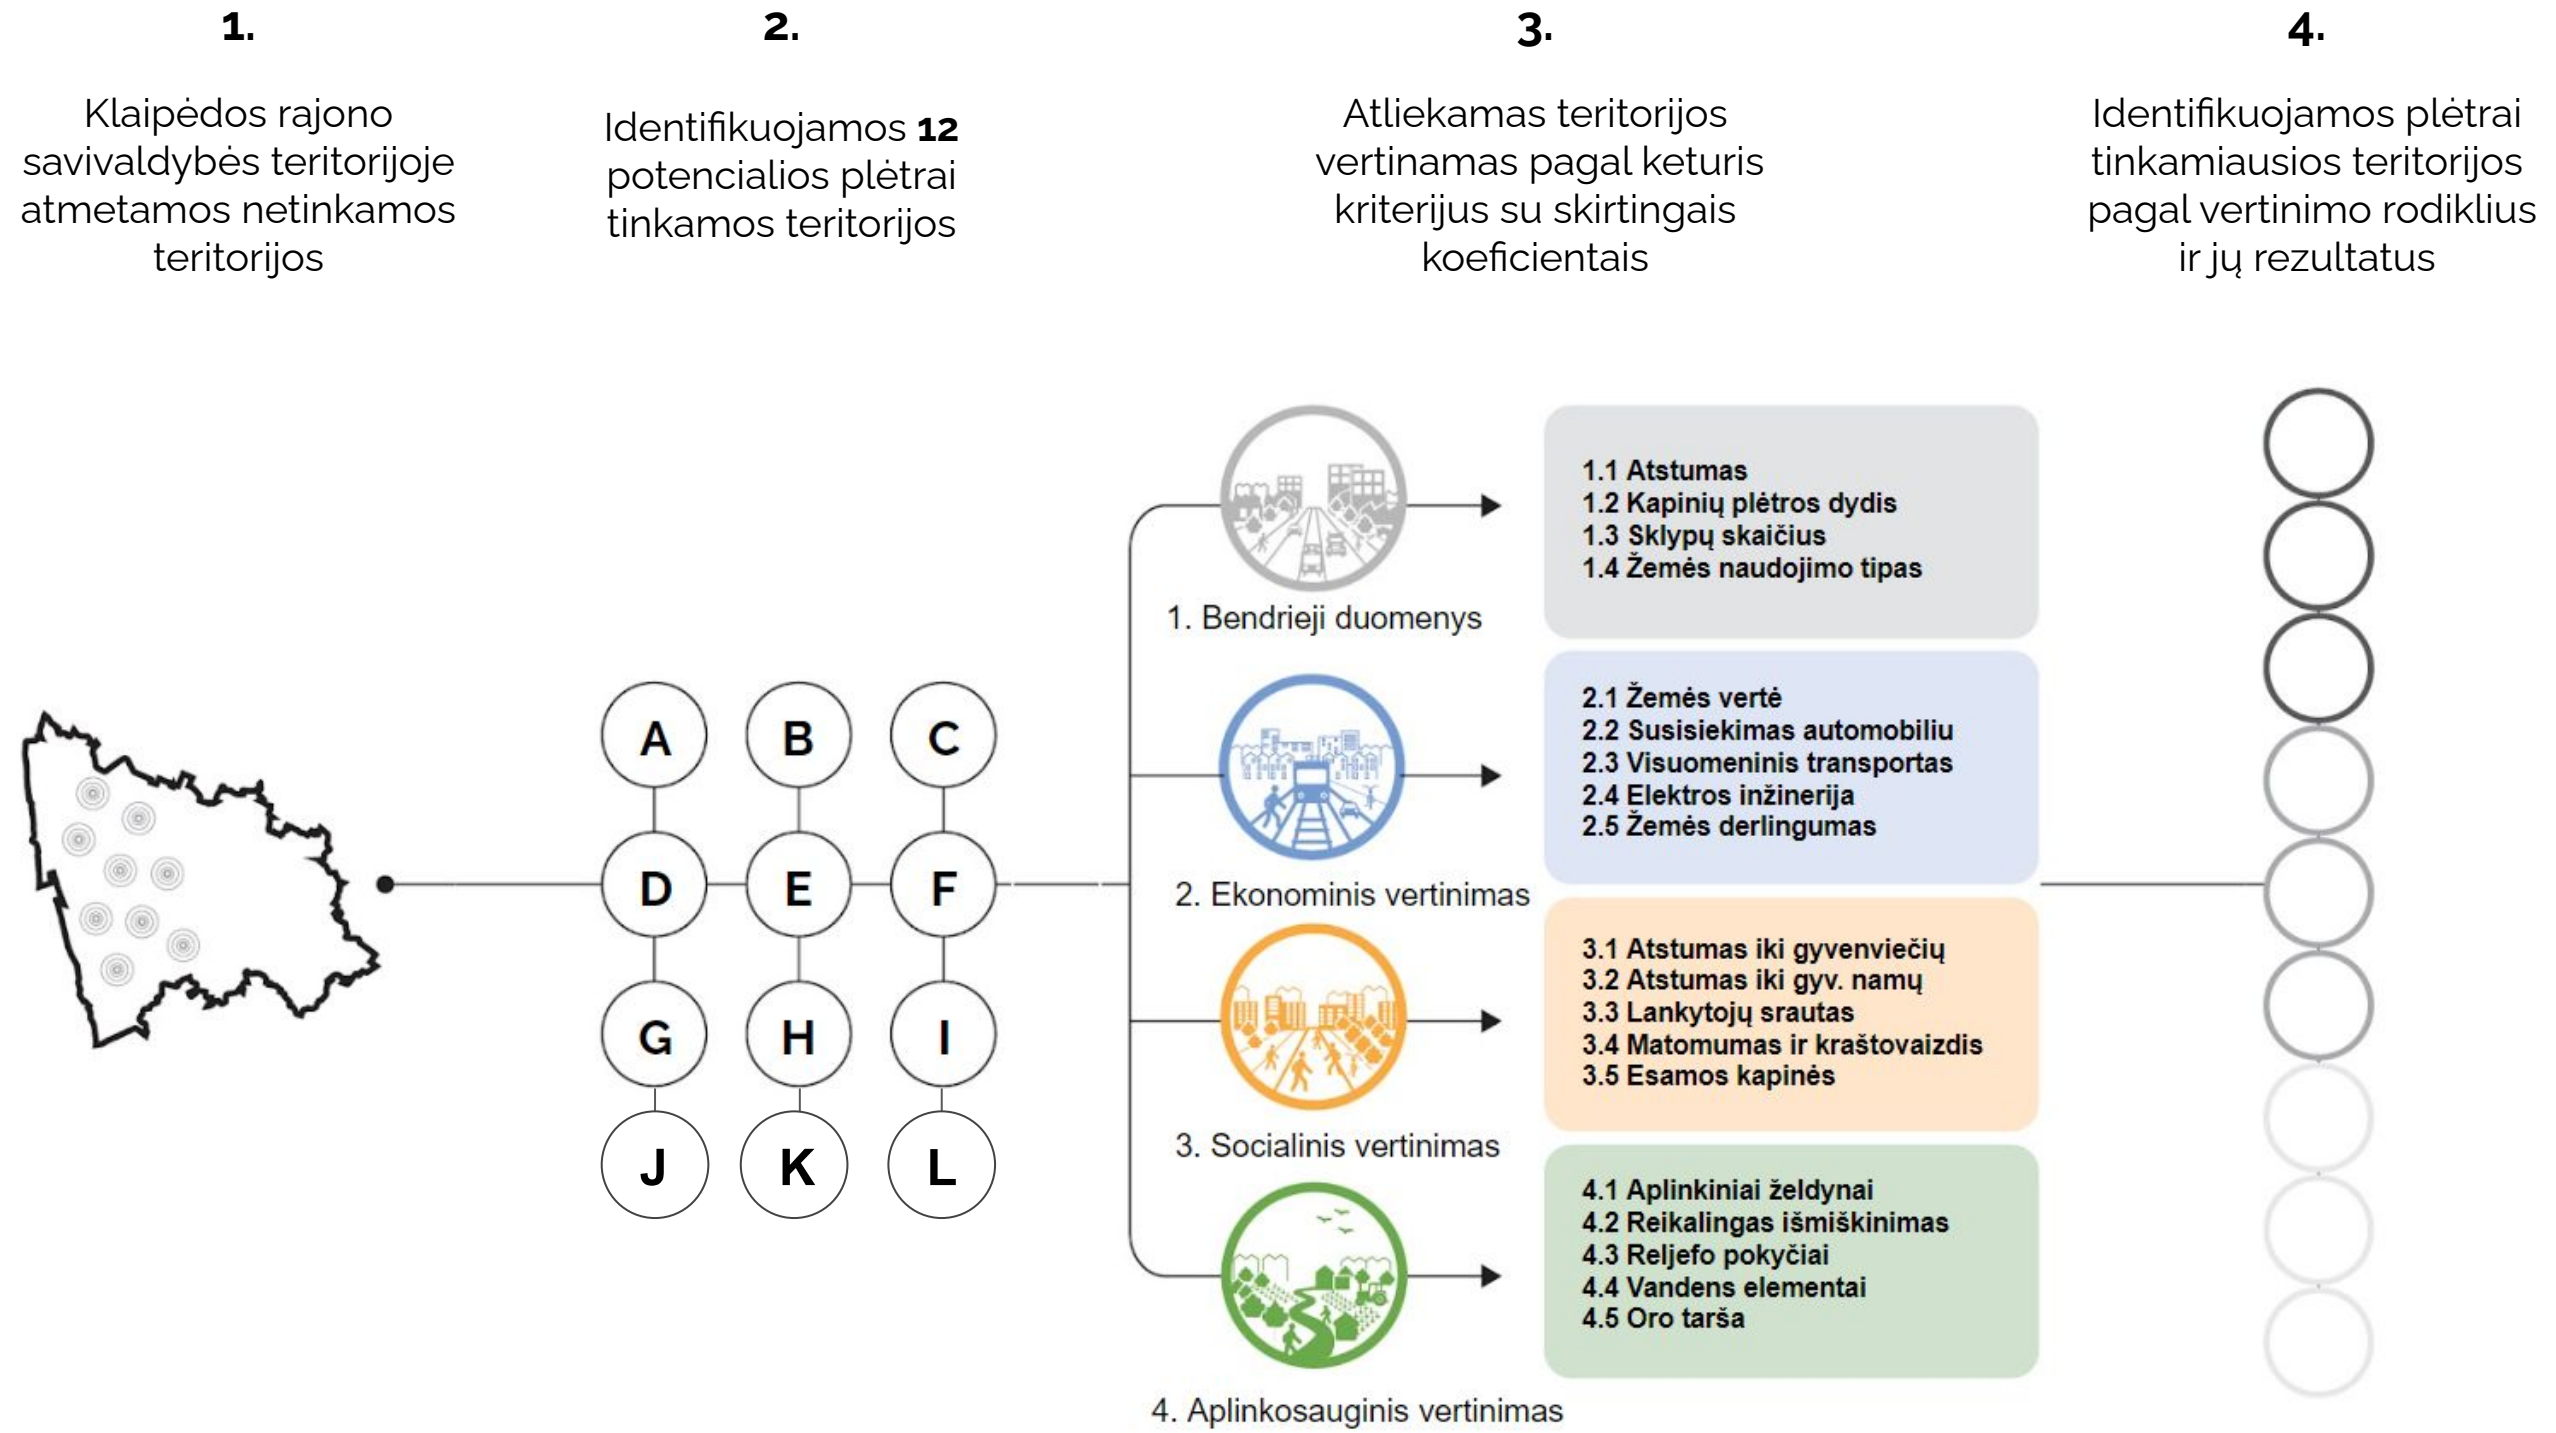 1.
Klaipėdos rajono
savivaldybės teritorijoje
atmetamos netinkamos
teritorijos
2.
Identifikuojamos 12
potencialios plėtrai
tinkamos teritorijos
3.
Atliekamas teritorijos
vertinamas pagal keturis
kriterijus su skirtingais
koeficientais
4.
Identifikuojamos plėtrai
tinkamiausios teritorijos
pagal vertinimo rodiklius
ir jų rezultatus
A B C
D E F
G H I
J K L
1. Bendrieji duomenys
1.1 Atstumas
1.2 Kapinių plėtros dydis
1.3 Sklypų skaičius
1.4 Žemės naudojimo tipas
2. Ekonominis vertinimas
2.1 Žemės vertė
2.2 Susisiekimas automobiliu
2.3 Visuomeninis transportas
2.4 Elektros inžinerija
2.5 Žemės derlingumas
3. Socialinis vertinimas
3.1 Atstumas iki gyvenviečių
3.2 Atstumas iki gyv. namų
3.3 Lankytojų srautas
3.4 Matomumas ir kraštovaizdis
3.5 Esamos kapinės
4. Aplinkosauginis vertinimas
4.1 Aplinkiniai želdynai
4.2 Reikalingas išmiškinimas
4.3 Reljefo pokyčiai
4.4 Vandens elementai
4.5 Oro tarša